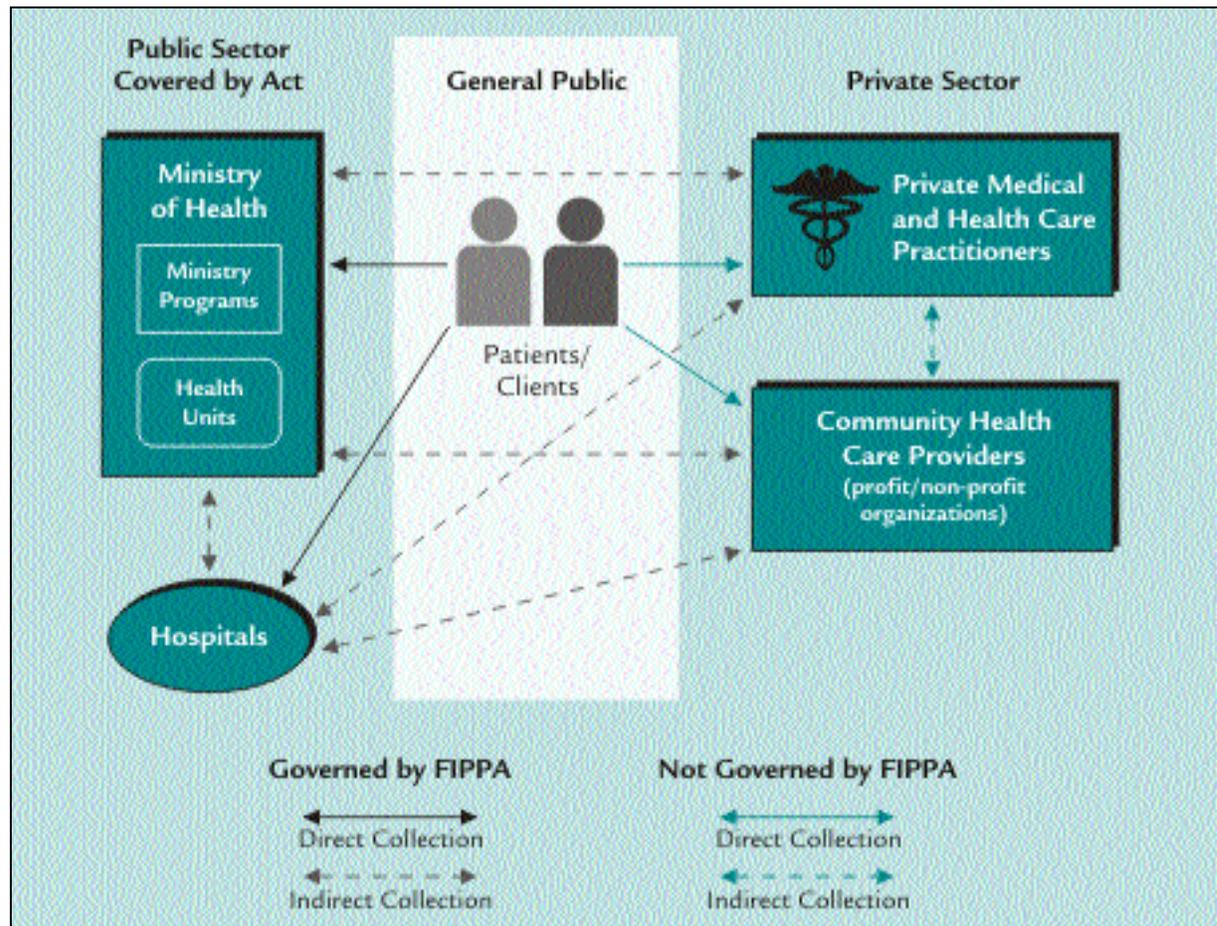 Public Sector
Covered by Act
General Public
Private Sector
Ministry
of Health
Ministry
Programs
Health
Units
Hospitals
Patients/
Clients
Private Medical
and Health Care
Practitioners
Community Health
Care Providers
(profit/non-profit
organizations)
Governed by FIPPA
Direct Collection
Indirect Collection
Not Governed by FIPPA
Direct Collection
Indirect Collection